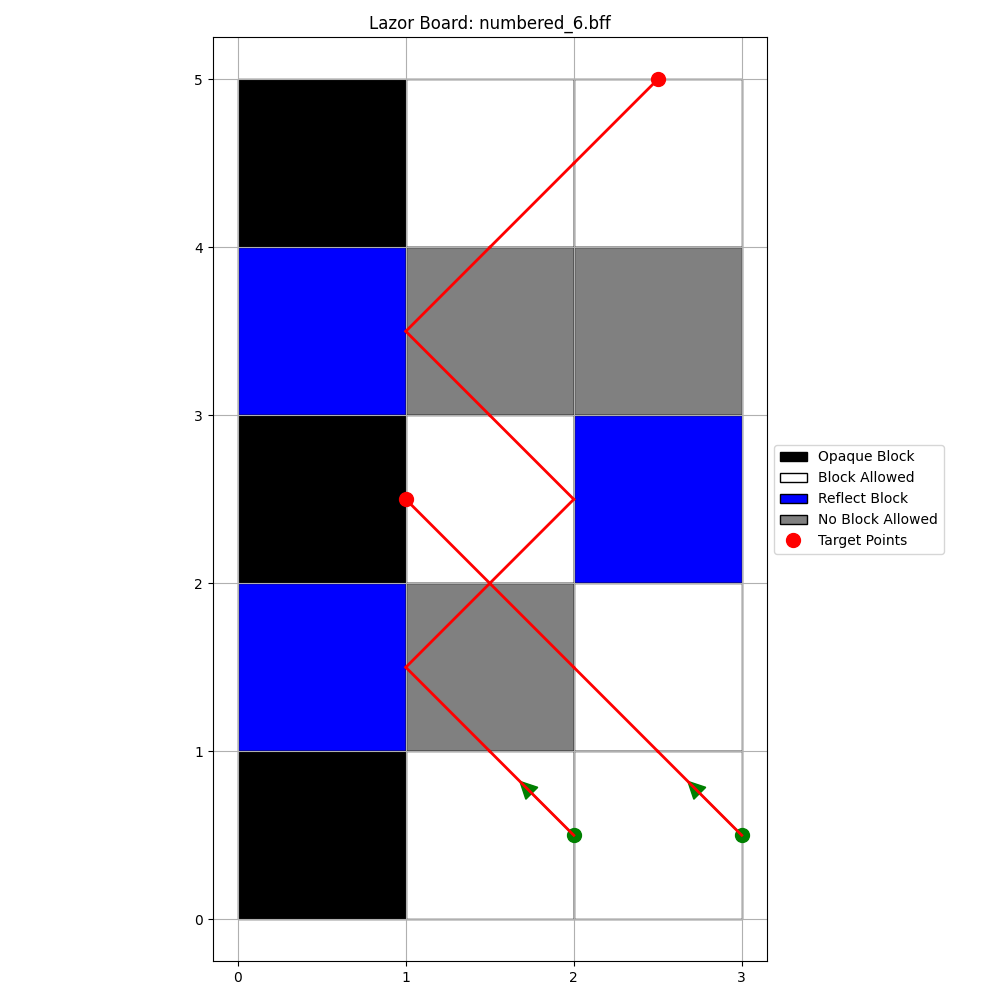 Lazor Board: numbered_6.bff
5
4
3
2
1
0
0 1 2 3
Opaque Block
Block Allowed
Reflect Block
No Block Allowed
Target Points